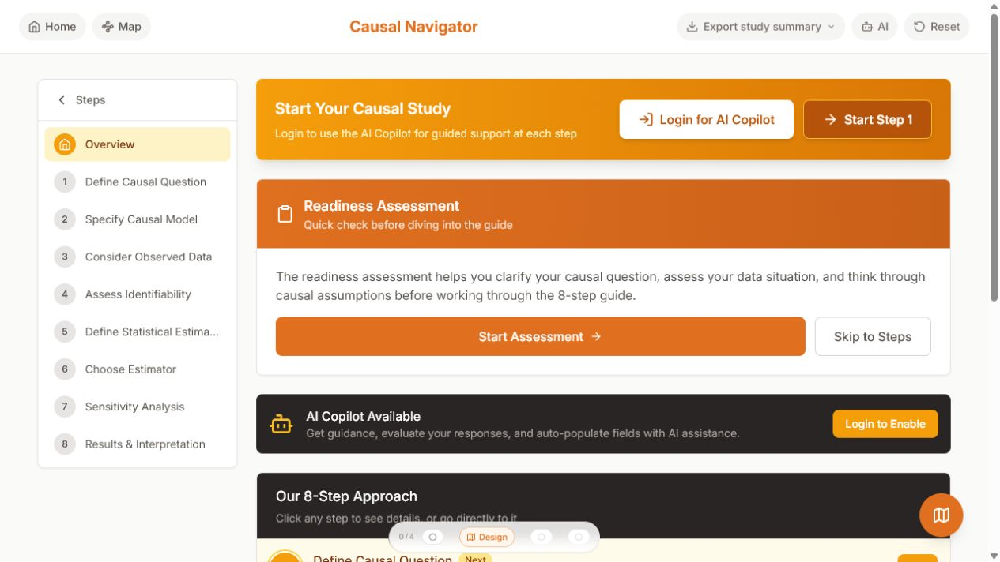 Home
Map
Causal Navigator
Export study summary
AI
Reset
Steps
Overview
1 Define Causal Question
2 Specify Causal Model
3 Consider Observed Data
4 Assess Identifiability
5 Define Statistical Estima...
6 Choose Estimator
7 Sensitivity Analysis
8 Results & Interpretation
Start Your Causal Study
Login to use the AI Copilot for guided support at each step
Login for AI Copilot
Start Step 1
Readiness Assessment
Quick check before diving into the guide
The readiness assessment helps you clarify your causal question, assess your data situation, and think through
causal assumptions before working through the 8-step guide.
Start Assessment
Skip to Steps
AI Copilot Available
Get guidance, evaluate your responses, and auto-populate fields with AI assistance.
Login to Enable
Our 8-Step Approach
Click any step to see details, or go directly to it
0/4
Design
Define Causal Question
Next